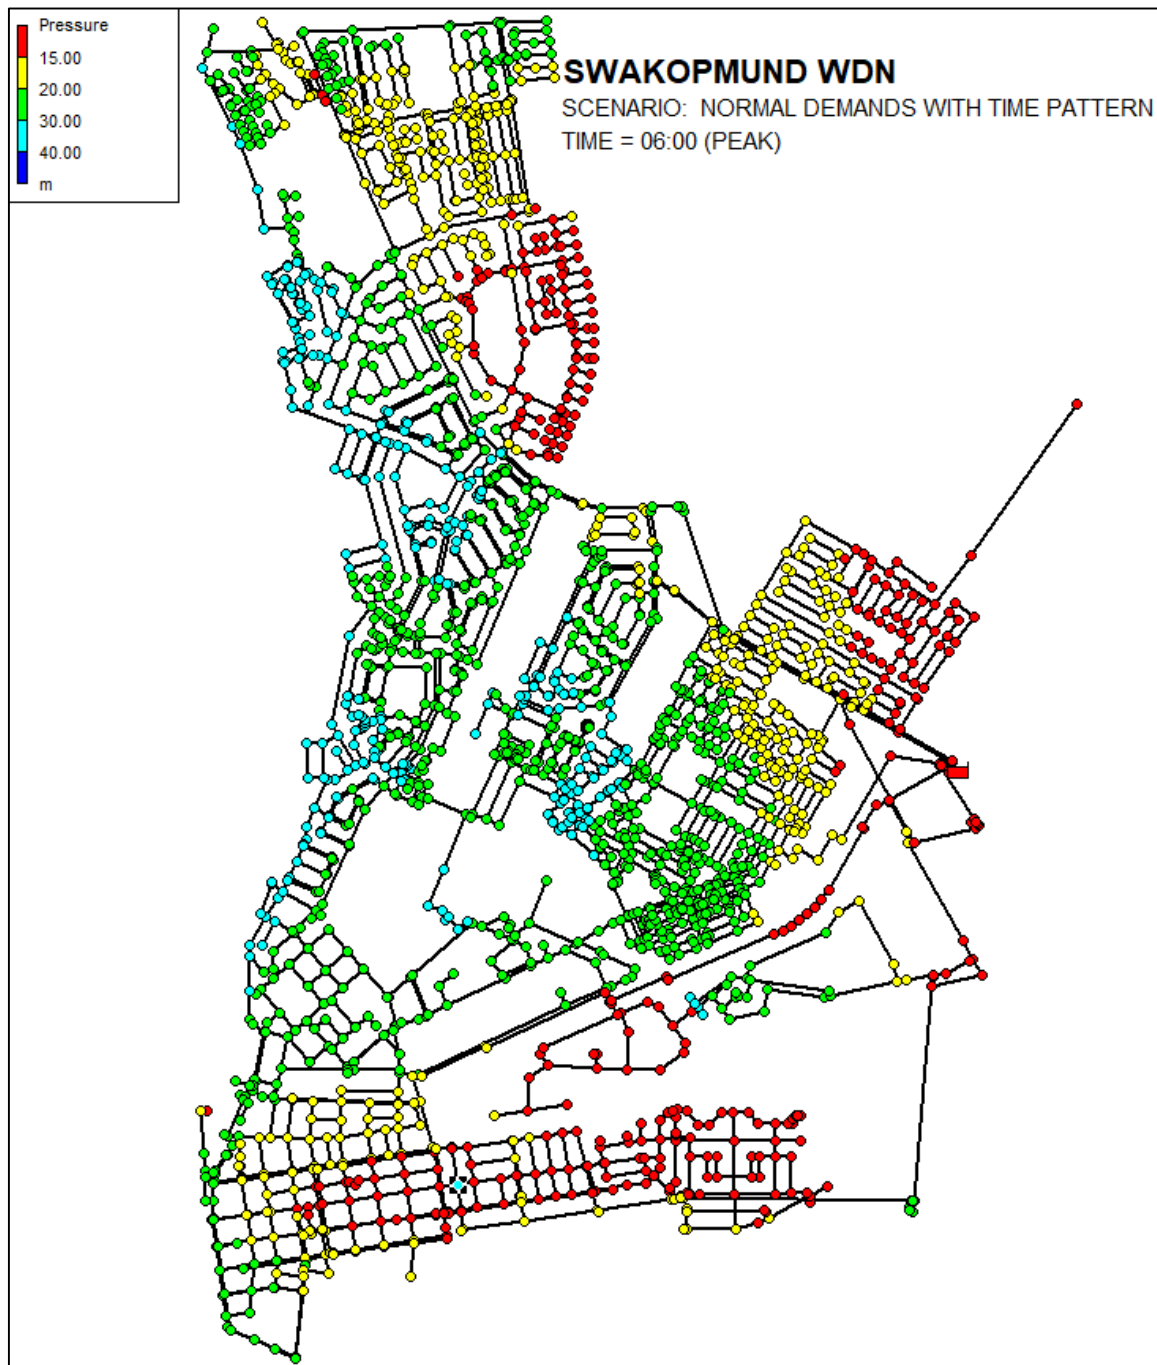 Pressure
15.00
20.00
30.00
40.00
m
SWAKOPMUND WDN
SCENARIO: NORMAL DEMANDS WITH TIME PATTERN
TIME = 06:00 (PEAK)